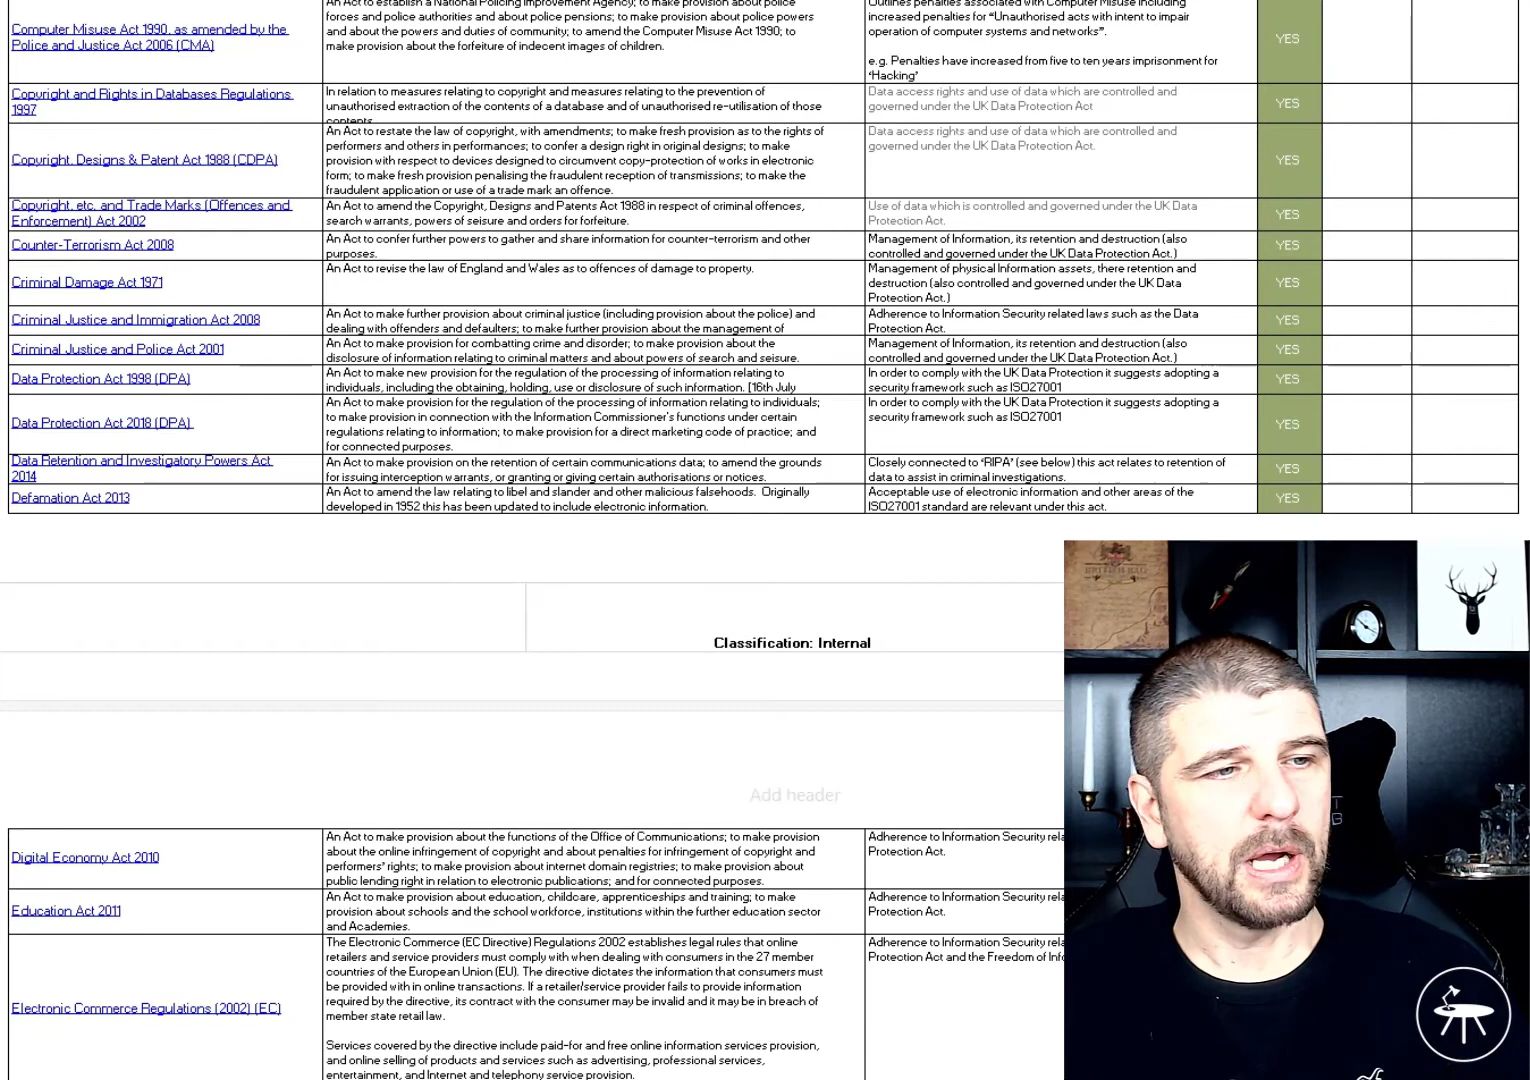 An Act to establish a National Policing Improvement Agency; to make provision about police
forces and police authorities and about police pensions; to make provision about police powers
and about the powers and duties of community; to amend the Computer Misuse Act 1990; to
make provision about the forfeiture of indecent images of children.
Computer Misuse Act 1990, as amended by the
Police and Justice Act 2006 (CMA)
Outlines penalties associated with Computer Misuse including
increased penalties for “Unauthorised acts with intent to impair
operation of computer systems and networks”.
e.g. Penalties have increased from five to ten years imprisonment for
‘Hacking’
YES
Copyright and Rights in Databases Regulations
1997
In relation to measures relating to copyright and measures relating to the prevention of
unauthorised extraction of the contents of a database and of unauthorised re-utilisation of those
contents.
Data access rights and use of data which are controlled and
governed under the UK Data Protection Act
YES
Copyright, Designs & Patent Act 1988 (CDPA)
An Act to restate the law of copyright, with amendments; to make fresh provision as to the rights of
performers and others in performances; to confer a design right in original designs; to make
provision with respect to devices designed to circumvent copy-protection of works in electronic
form; to make fresh provision penalising the fraudulent reception of transmissions; to make the
fraudulent application or use of a trade mark an offence.
Data access rights and use of data which are controlled and
governed under the UK Data Protection Act.
YES
Copyright, etc. and Trade Marks (Offences and
Enforcement) Act 2002
An Act to amend the Copyright, Designs and Patents Act 1988 in respect of criminal offences,
search warrants, powers of seisure and orders for forfeiture.
Use of data which is controlled and governed under the UK Data
Protection Act.
YES
Counter-Terrorism Act 2008
An Act to confer further powers to gather and share information for counter-terrorism and other
purposes.
Management of Information, its retention and destruction (also
controlled and governed under the UK Data Protection Act.)
YES
Criminal Damage Act 1971
An Act to revise the law of England and Wales as to offences of damage to property.
Management of physical Information assets, there retention and
destruction (also controlled and governed under the UK Data
Protection Act.)
YES
Criminal Justice and Immigration Act 2008
An Act to make further provision about criminal justice (including provision about the police) and
dealing with offenders and defaulters; to make further provision about the management of
Adherence to Information Security related laws such as the Data
Protection Act.
YES
Criminal Justice and Police Act 2001
An Act to make provision for combatting crime and disorder; to make provision about the
disclosure of information relating to criminal matters and about powers of search and seisure.
Management of Information, its retention and destruction (also
controlled and governed under the UK Data Protection Act.)
YES
Data Protection Act 1998 (DPA)
An Act to make new provision for the regulation of the processing of information relating to
individuals, including the obtaining, holding, use or disclosure of such information. [16th July
In order to comply with the UK Data Protection it suggests adopting a
security framework such as ISO27001
YES
Data Protection Act 2018 (DPA)
An Act to make provision for the regulation of the processing of information relating to individuals;
to make provision in connection with the Information Commissioner's functions under certain
regulations relating to information; to make provision for a direct marketing code of practice; and
for connected purposes.
In order to comply with the UK Data Protection it suggests adopting a
security framework such as ISO27001
YES
Data Retention and Investigatory Powers Act
2014
An Act to make provision on the retention of certain communications data; to amend the grounds
for issuing interception warrants, or granting or giving certain authorisations or notices.
Closely connected to ‘RIPA’ (see below) this act relates to retention of
data to assist in criminal investigations.
YES
Defamation Act 2013
An Act to amend the law relating to libel and slander and other malicious falsehoods. Originally
developed in 1952 this has been updated to include electronic information.
Acceptable use of electronic information and other areas of the
ISO27001 standard are relevant under this act.
YES
Classification: Internal
Add header
Digital Economy Act 2010
An Act to make provision about the functions of the Office of Communications; to make provision
about the online infringement of copyright and about penalties for infringement of copyright and
performers’ rights; to make provision about internet domain registries; to make provision about
public lending right in relation to electronic publications; and for connected purposes.
Adherence to Information Security rela
Protection Act.
Education Act 2011
An Act to make provision about education, childcare, apprenticeships and training; to make
provision about schools and the school workforce, institutions within the further education sector
and Academies.
Adherence to Information Security rela
Protection Act.
Electronic Commerce Regulations (2002) (EC)
The Electronic Commerce (EC Directive) Regulations 2002 establishes legal rules that online
retailers and service providers must comply with when dealing with consumers in the 27 member
countries of the European Union (EU). The directive dictates the information that consumers must
be provided with in online transactions. If a retailer/service provider fails to provide information
required by the directive, its contract with the consumer may be invalid and it may be in breach of
member state retail law.
Services covered by the directive include paid-for and free online information services provision,
and online selling of products and services such as advertising, professional services,
entertainment, and Internet and telephony service provision.
Adherence to Information Security rela
Protection Act and the Freedom of Info